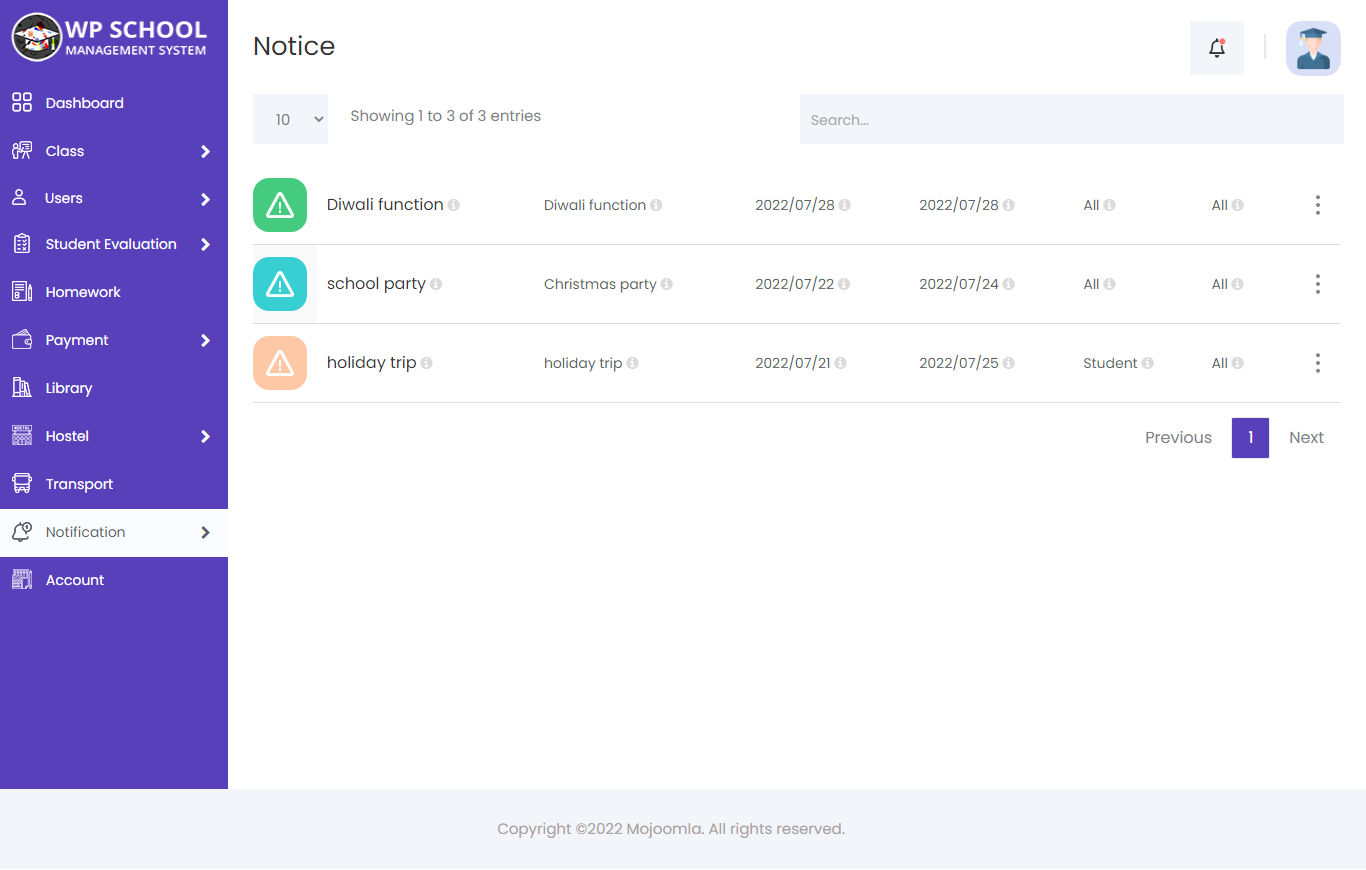 WP SCHOOL
MANAGEMENT SYSTEM
Dashboard
Class
Users
Student Evaluation
Homework
Payment
Library
HOSTEL
Hostel
Transport
Notification
Account
Notice
10
Showing 1 to 3 of 3 entries
Search...
Diwali function Diwali function 2022/07/28 2022/07/28 All All
school party Christmas party 2022/07/22 2022/07/24 All All
holiday trip holiday trip 2022/07/21 2022/07/25 Student All
Previous 1 Next
Copyright ©2022 Mojoomla. All rights reserved.